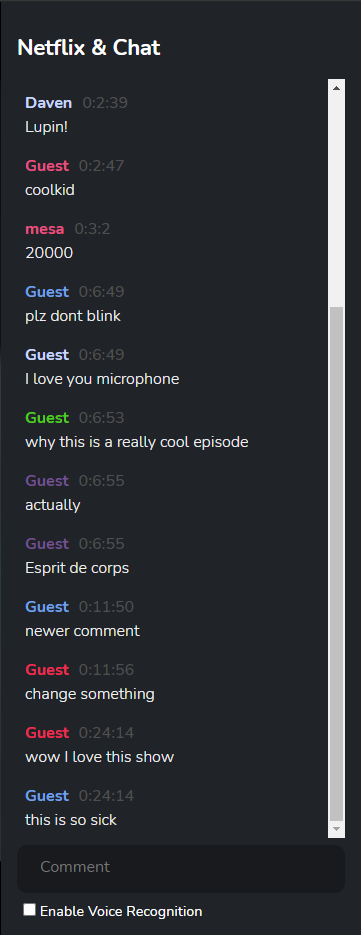 Netflix & Chat
Daven 0:2:39
Lupin!
Guest 0:2:47
coolkid
mesa 0:3:2
20000
Guest 0:6:49
plz dont blink
Guest 0:6:49
I love you microphone
Guest 0:6:53
why this is a really cool episode
Guest 0:6:55
actually
Guest 0:6:55
Esprit de corps
Guest 0:11:50
newer comment
Guest 0:11:56
change something
Guest 0:24:14
wow I love this show
Guest 0:24:14
this is so sick
Comment
Enable Voice Recognition